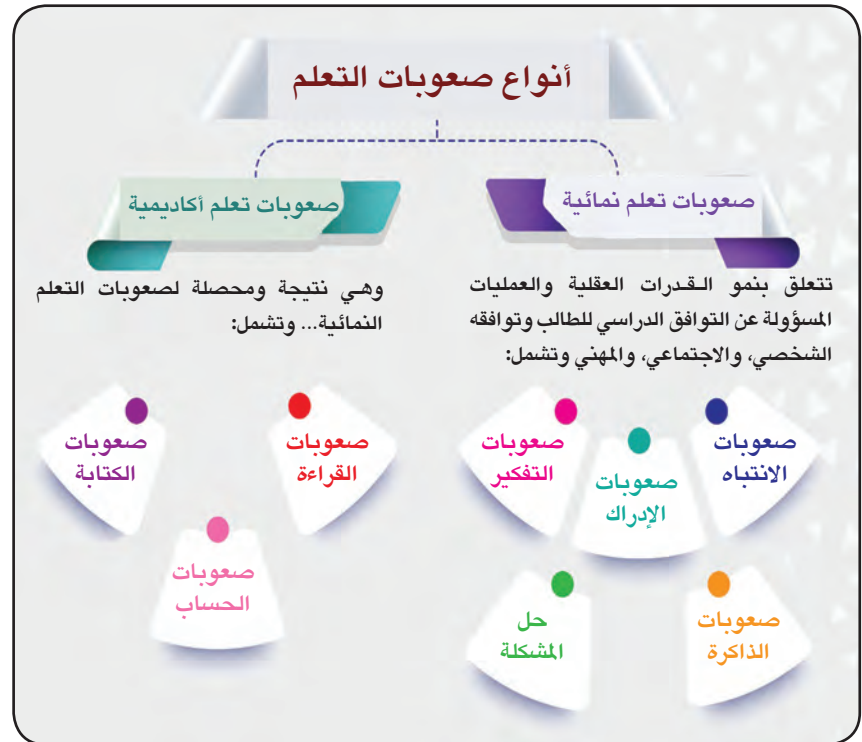 أنواع صعوبات التعلم
صعوبات تعلم نمائية
تتعلق بنمو القدرات العقلية والعمليات
المسؤولة عن التوافق الدراسي للطالب وتوافقه
الشخصي، والاجتماعي، والمهني وتشمل:
صعوبات
الانتباه
صعوبات
الإدراك
صعوبات
التفكير
صعوبات
الذاكرة
حل
المشكلة
صعوبات تعلم أكاديمية
وهي نتيجة ومحصلة لصعوبات التعلم
النمائية... وتشمل:
صعوبات
القراءة
صعوبات
الكتابة
صعوبات
الحساب